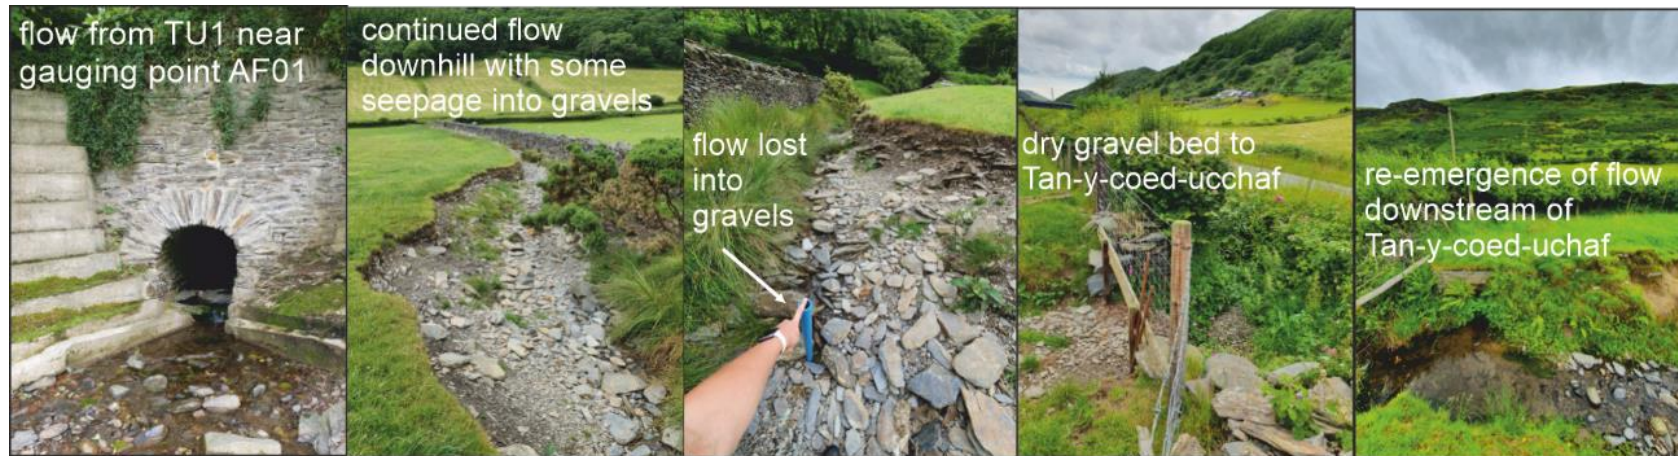 flow from TU1 near
gauging point AF01
continued flow
downhill with some
seepage into gravels
flow lost
into
gravels
dry gravel bed to
Tan-y-coed-ucchaf
re-emergence of flow
downstream of
Tan-y-coed-uchaf